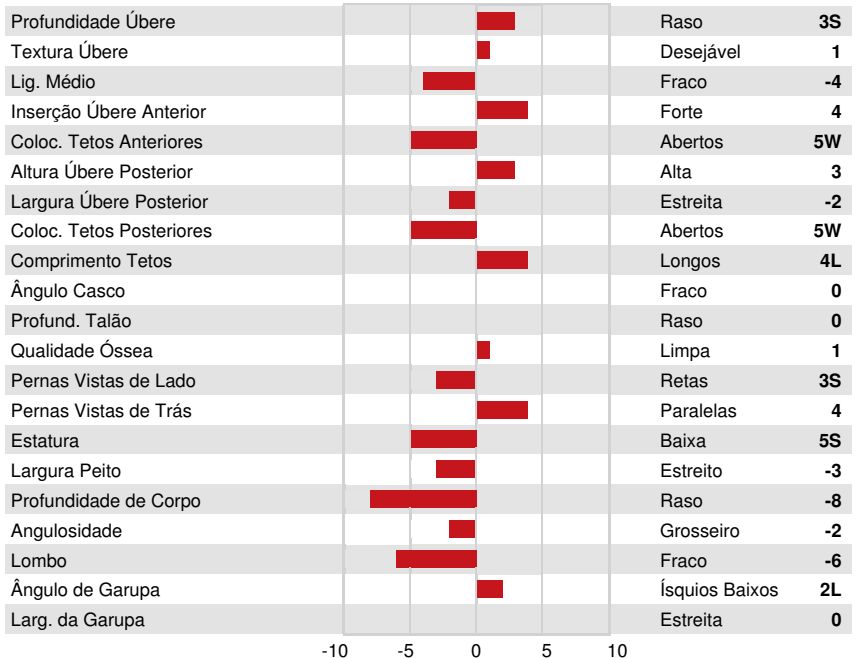 Profundidade Úbere Raso 3S
Textura Úbere Desejável 1
Lig. Médio Fraco -4
Inserção Úbere Anterior Forte 4
Coloc. Tetos Anteriores Abertos 5W
Altura Úbere Posterior Alta 3
Largura Úbere Posterior Estreita -2
Coloc. Tetos Posteriores Abertos 5W
Comprimento Tetos Longos 4L
Ângulo Casco Fraco 0
Profund. Talão Raso 0
Qualidade Óssea Limpa 1
Pernas Vistas de Lado Retas 3S
Pernas Vistas de Trás Paralelas 4
Estatura Baixa 5S
Largura Peito Estreito -3
Profundidade de Corpo Raso -8
Angulosidade Grosseiro -2
Lombo Fraco -6
Ângulo de Garupa Ísquios Baixos 2L
Larg. da Garupa Estreita 0
-10 -5 0 5 10